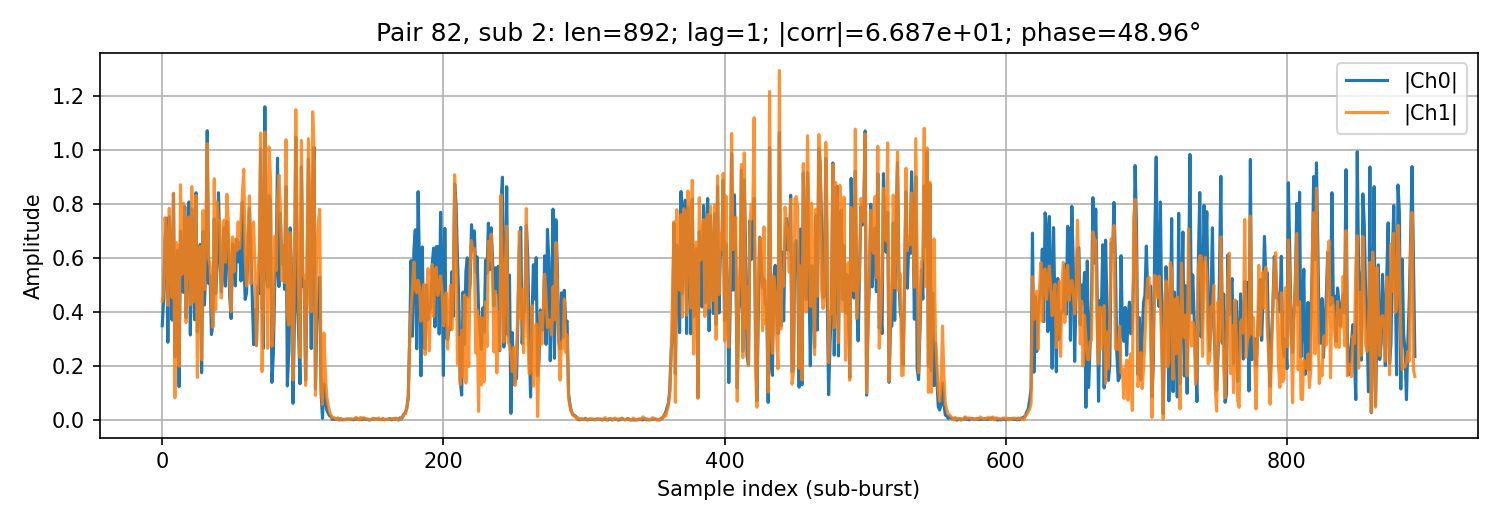 Pair 82, sub 2: len=892; lag=1; |corr|=6.687e+01; phase=48.96°
|Ch0|
|Ch1|
Amplitude
1.2
1.0
0.8
0.6
0.4
0.2
0.0
0 200 400 600 800
Sample index (sub-burst)